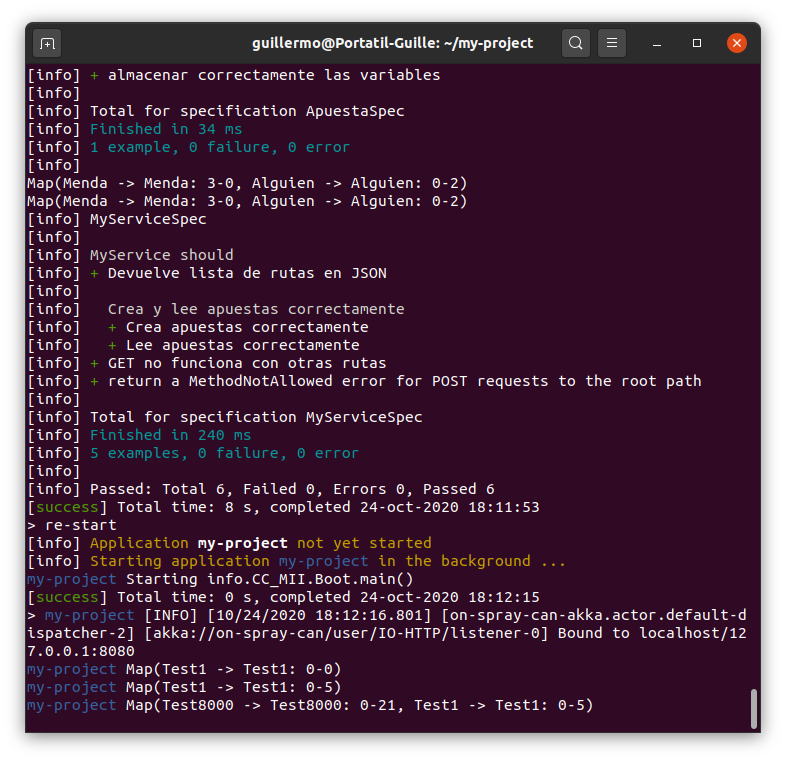 guillermo@Portatil-Guille: ~/my-project
[info] + almacenar correctamente las variables
[info]
[info] Total for specification ApuestaSpec
[info] Finished in 34 ms
[info] 1 example, 0 failure, 0 error
[info]
Map(Menda -> Menda: 3-0, Alguien -> Alguien: 0-2)
Map(Menda -> Menda: 3-0, Alguien -> Alguien: 0-2)
[info] MyServiceSpec
[info]
[info] MyService should
[info] + Devuelve lista de rutas en JSON
[info]
[info]   Crea y lee apuestas correctamente
[info]   + Crea apuestas correctamente
[info]   + Lee apuestas correctamente
[info] + GET no funciona con otras rutas
[info] + return a MethodNotAllowed error for POST requests to the root path
[info]
[info] Total for specification MyServiceSpec
[info] Finished in 240 ms
[info] 5 examples, 0 failure, 0 error
[info]
[info] Passed: Total 6, Failed 0, Errors 0, Passed 6
[success] Total time: 8 s, completed 24-oct-2020 18:11:53
> re-start
[info] Application my-project not yet started
[info] Starting application my-project in the background ...
my-project Starting info.CC_MII.Boot.main()
[success] Total time: 0 s, completed 24-oct-2020 18:12:15
> my-project [INFO] [10/24/2020 18:12:16.801] [on-spray-can-akka.actor.default-d
ispatcher-2] [akka://on-spray-can/user/IO-HTTP/listener-0] Bound to localhost/12
7.0.0.1:8080
my-project Map(Test1 -> Test1: 0-0)
my-project Map(Test1 -> Test1: 0-5)
my-project Map(Test8000 -> Test8000: 0-21, Test1 -> Test1: 0-5)